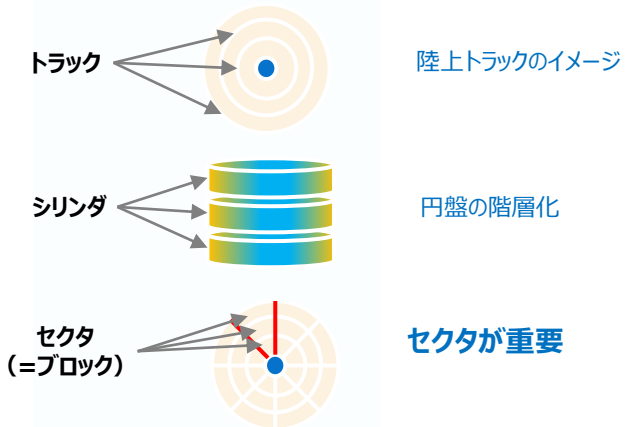 トラック
陸上トラックのイメージ
シリンダ
円盤の階層化
セクタ
(=ブロック)
セクタが重要